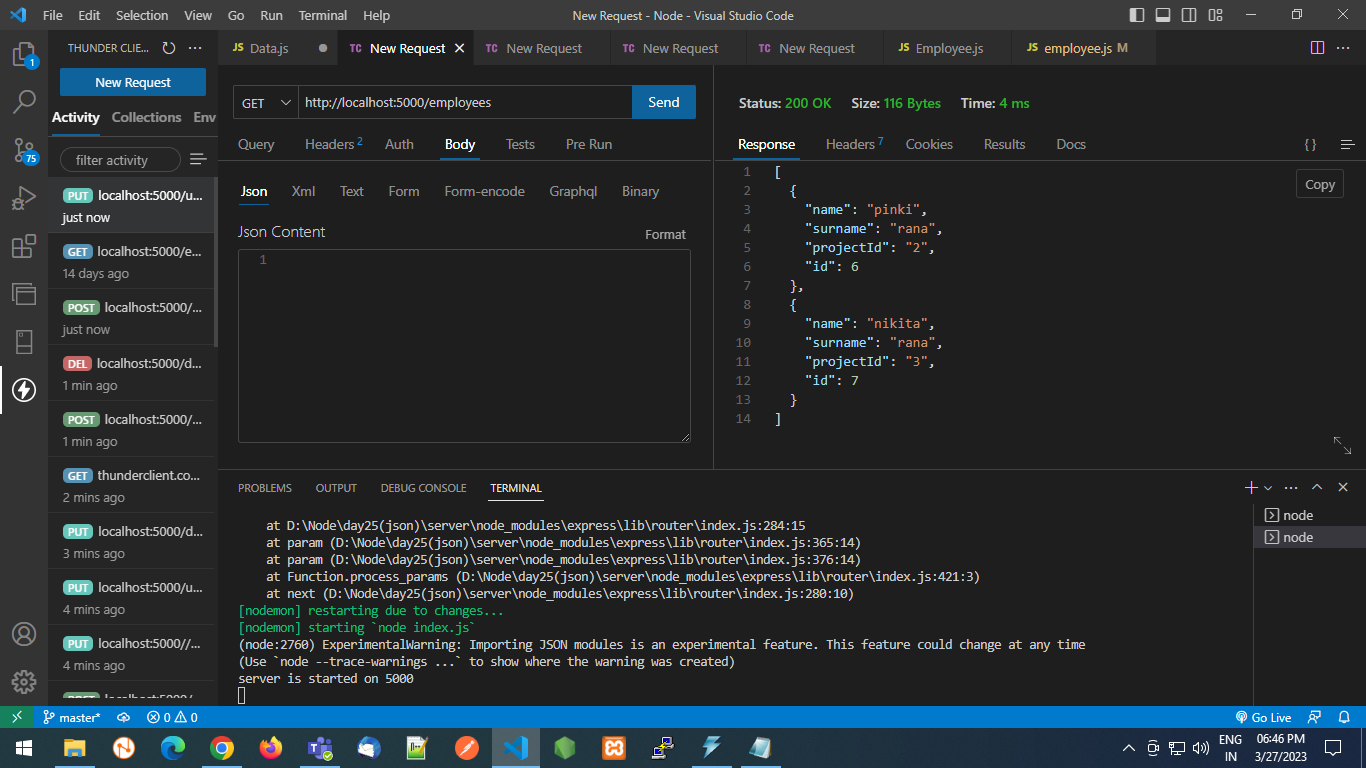 File Edit Selection View Go Run Terminal Help
New Request - Node - Visual Studio Code
THUNDER CLIE...
New Request
Activity Collections Env
filter activity
PUT localhost:5000/u...
just now
GET localhost:5000/e...
14 days ago
POST localhost:5000/...
just now
DEL localhost:5000/d...
1 min ago
POST localhost:5000/...
1 min ago
GET thunderclient.co...
2 mins ago
PUT localhost:5000/d...
3 mins ago
PUT localhost:5000/u...
4 mins ago
PUT localhost:5000//...
4 mins ago
POST localhost:5000/...
1
75
JS Data.js
TC New Request
TC New Request
TC New Request
TC New Request
JS Employee.js
JS employee.js M
GET http://localhost:5000/employees Send
Query Headers 2 Auth Body Tests Pre Run
Json Xml Text Form Form-encode Graphql Binary
Json Content
Format
1
Status: 200 OK Size: 116 Bytes Time: 4 ms
Response Headers 7 Cookies Results Docs
{ }
Copy
1 [
2 {
3 "name": "pinki",
4 "surname": "rana",
5 "projectId": "2",
6 "id": 6
7 },
8 {
9 "name": "nikita",
10 "surname": "rana",
11 "projectId": "3",
12 "id": 7
13 }
14 ]
PROBLEMS OUTPUT DEBUG CONSOLE TERMINAL
at D:\Node\day25(json)\server\node_modules\express\lib\router\index.js:284:15
at param (D:\Node\day25(json)\server\node_modules\express\lib\router\index.js:365:14)
at param (D:\Node\day25(json)\server\node_modules\express\lib\router\index.js:376:14)
at Function.process_params (D:\Node\day25(json)\server\node_modules\express\lib\router\index.js:421:3)
at next (D:\Node\day25(json)\server\node_modules\express\lib\router\index.js:280:10)
[nodemon] restarting due to changes...
[nodemon] starting `node index.js`
(node:2760) ExperimentalWarning: Importing JSON modules is an experimental feature. This feature could change at any time
(Use `node --trace-warnings ...` to show where the warning was created)
server is started on 5000
node
node
master* 0 0
Go Live
ENG
IN
06:46 PM
3/27/2023